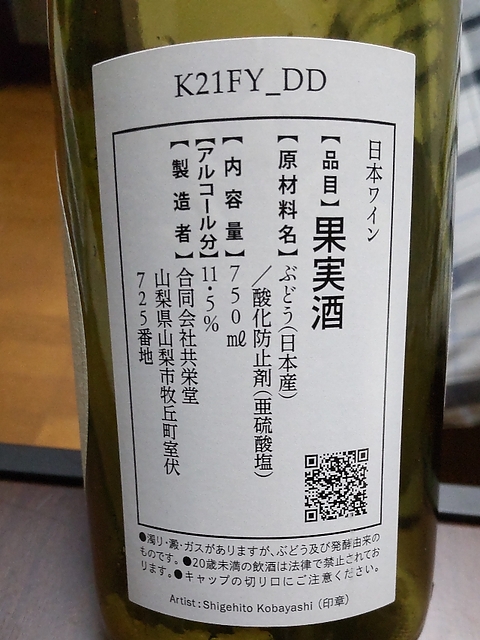 K21FY_DD
日本ワイン
【品目】果実酒
【原材料名】ぶどう(日本産)
／酸化防止剤(亜硫酸塩)
【内容量】750㎖
【アルコール分】11.5%
【製造者】合同会社共栄堂
山梨県山梨市牧丘町室伏
725番地
●濁り・澱・ガスがありますが、ぶどう及び発酵由来の
ものです。●20歳未満の飲酒は法律で禁止されてお
ります。●キャップの切り口にご注意ください。
Artist:Shigehito Kobayashi（印章）